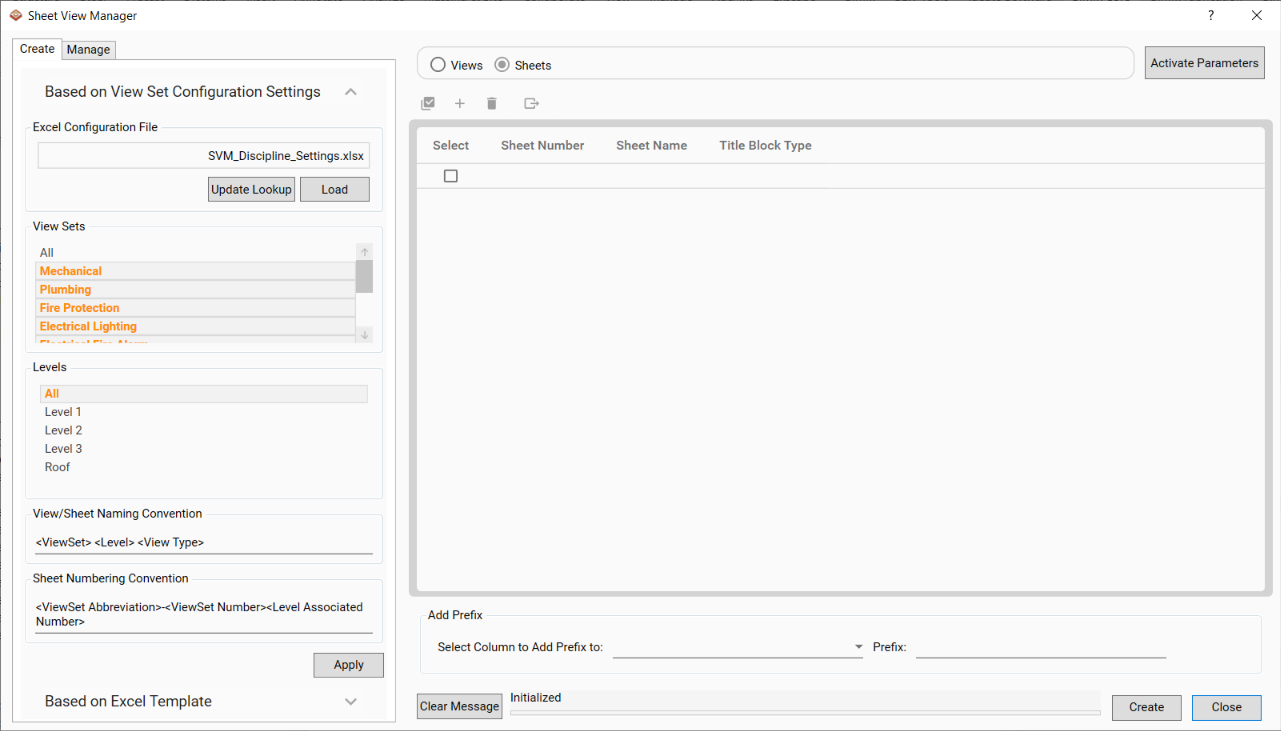 Sheet View Manager
?
Create
Manage
Based on View Set Configuration Settings
Excel Configuration File
SVM_Discipline_Settings.xlsx
Update Lookup
Load
View Sets
All
Mechanical
Plumbing
Fire Protection
Electrical Lighting
Electrical Fire Alarm
Levels
All
Level 1
Level 2
Level 3
Roof
View/Sheet Naming Convention
<ViewSet> <Level> <View Type>
Sheet Numbering Convention
<ViewSet Abbreviation>-<ViewSet Number><Level Associated
Number>
Apply
Based on Excel Template
Views
Sheets
Activate Parameters
Select Sheet Number Sheet Name Title Block Type
Add Prefix
Select Column to Add Prefix to:
Prefix:
Clear Message
Initialized
Create
Close